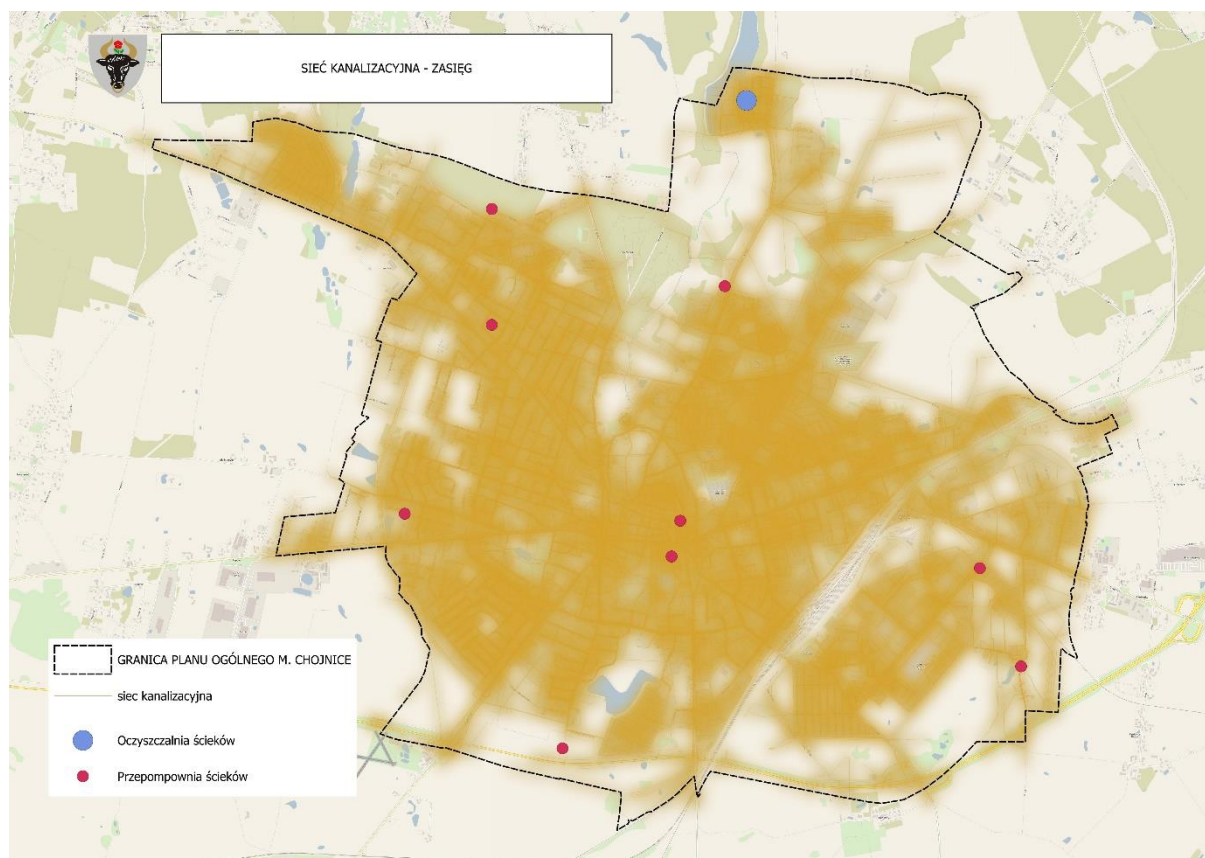 SIEĆ KANALIZACYJNA - ZASIĘG
GRANICA PLANU OGÓLNEGO M. CHOJNICE
siec kanalizacyjna
Oczyszczalnia ścieków
Przepompownia ścieków